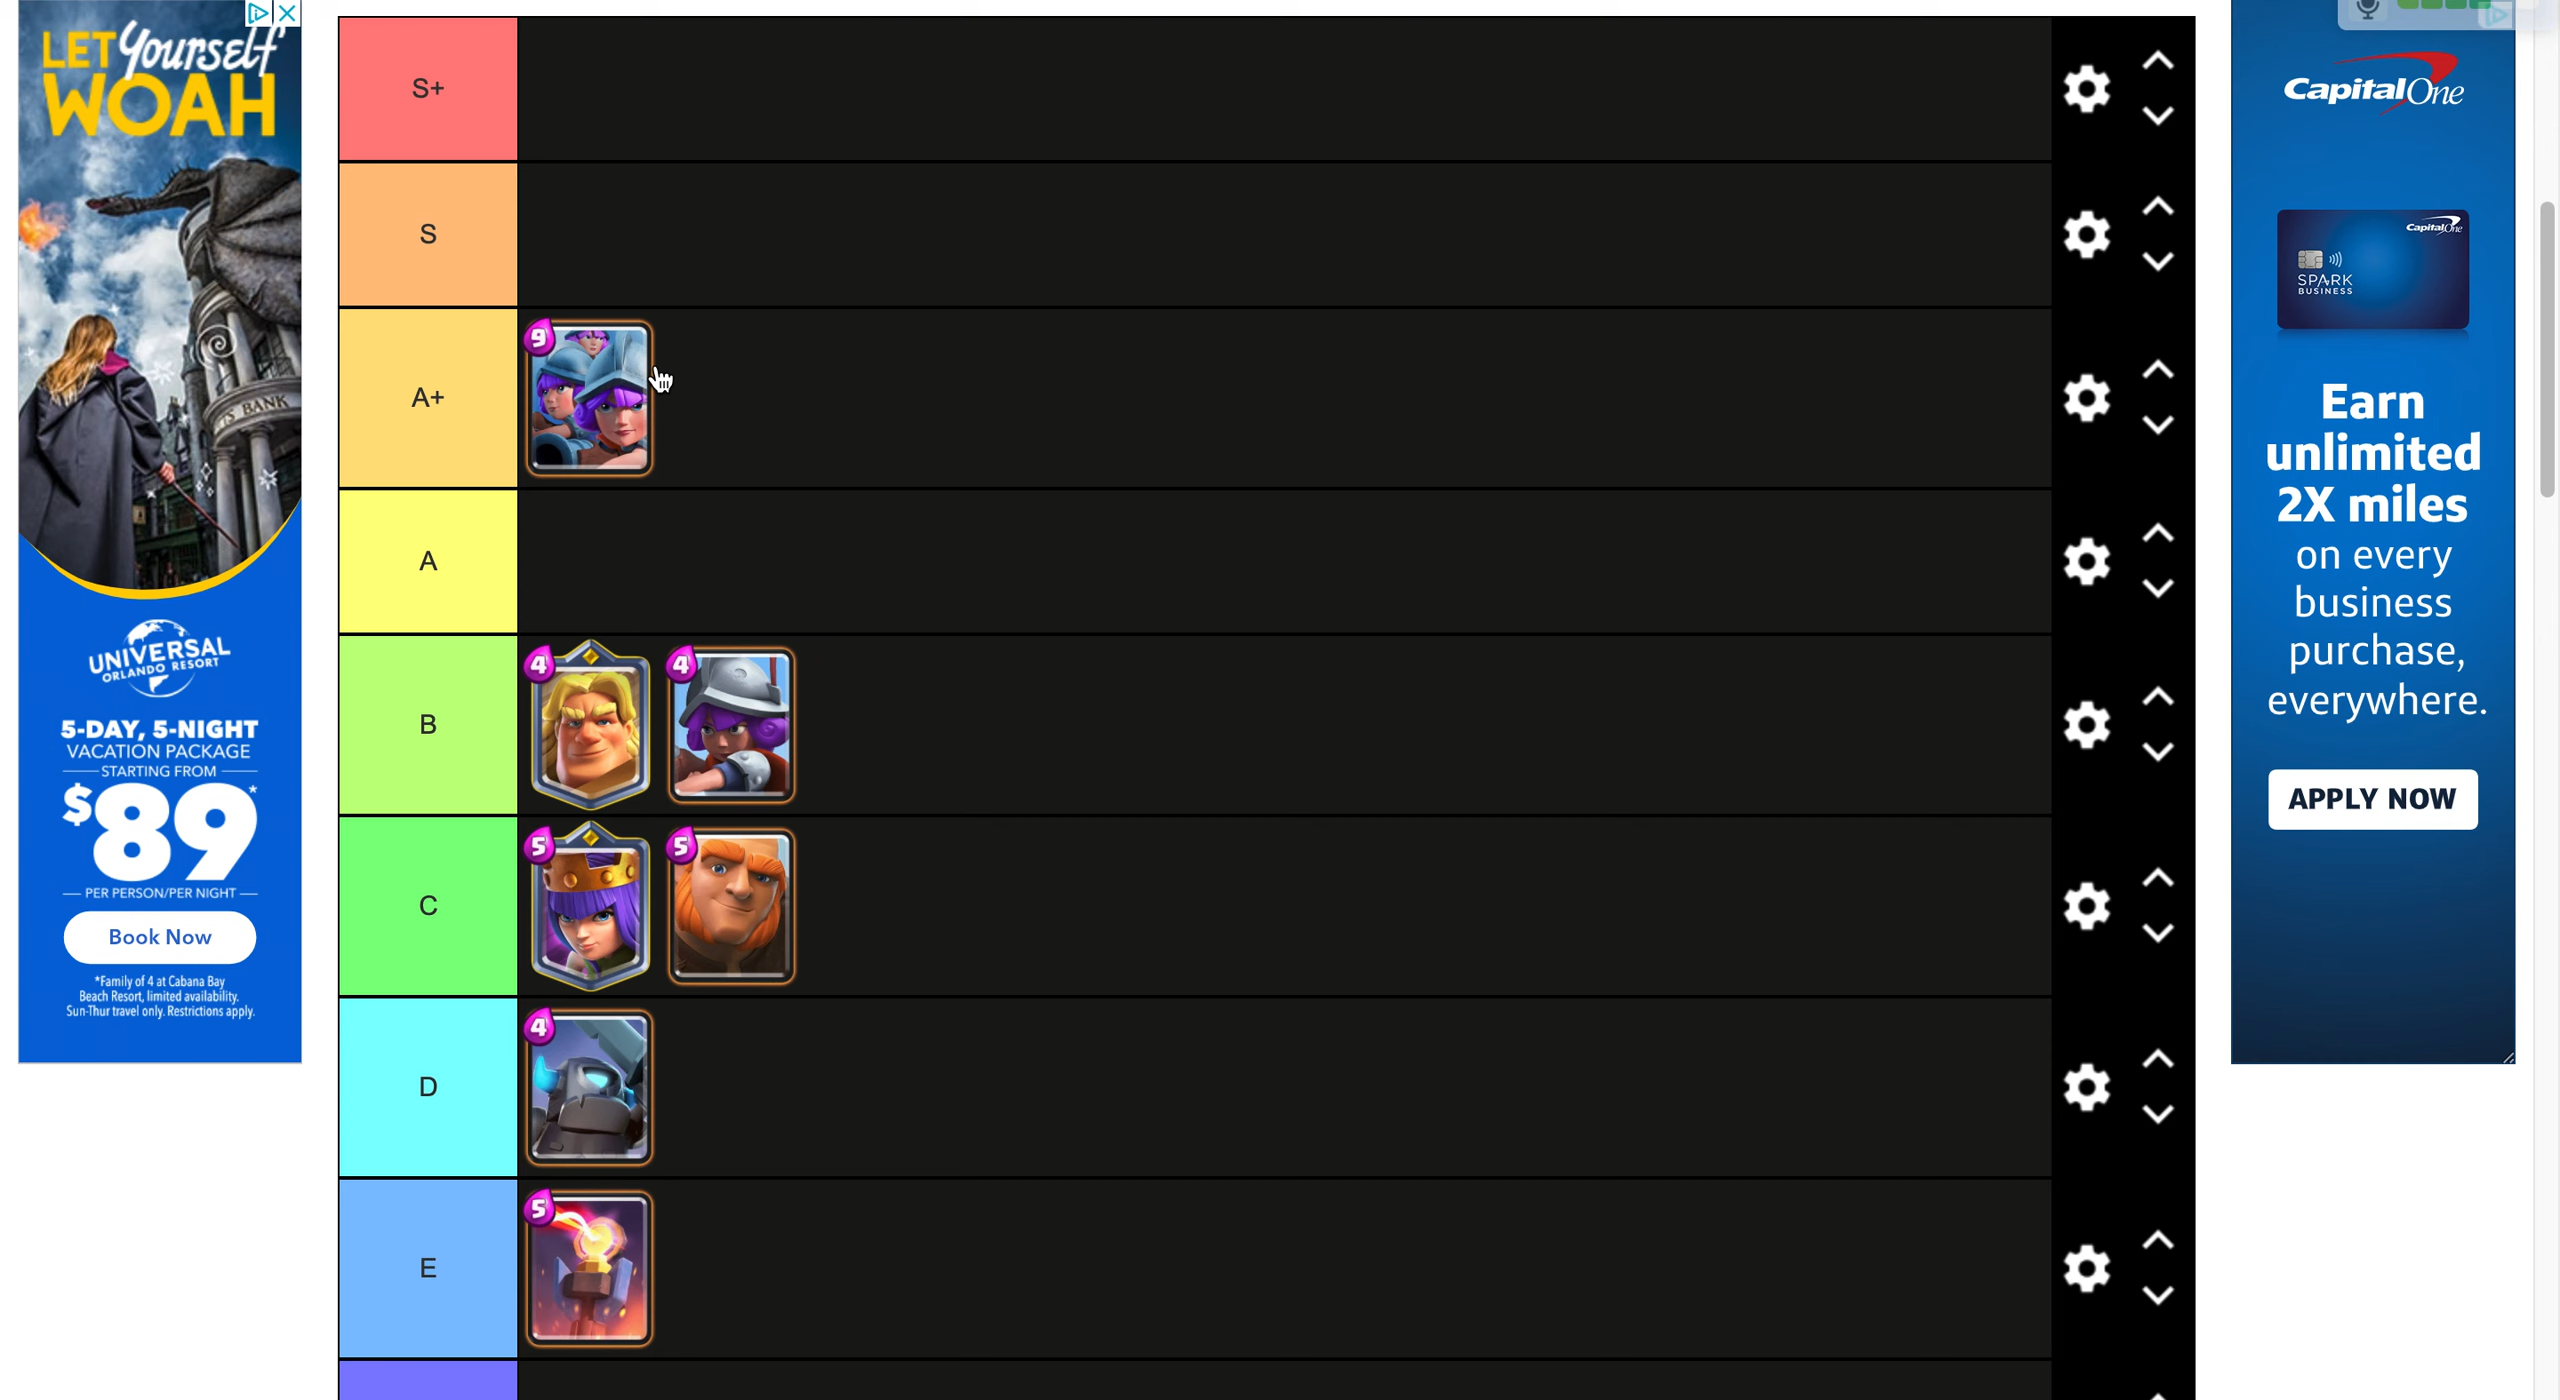 LET Yourself
WOAH
TS BANK
UNIVERSAL
ORLANDO RESORT
5-DAY, 5-NIGHT
VACATION PACKAGE
STARTING FROM
$89*
PER PERSON/PER NIGHT
Book Now
*Family of 4 at Cabana Bay
Beach Resort, limited availability.
Sun-Thur travel only. Restrictions apply.
S+
S
A+
9
A
B
4
4
C
5
5
D
4
E
5
Capital One
Capital One
SPARK
BUSINESS
Earn
unlimited
2X miles
on every
business
purchase,
everywhere.
APPLY NOW